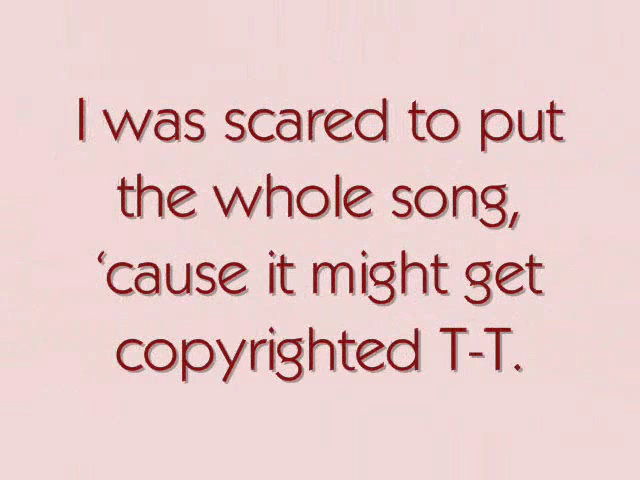 I was scared to put
the whole song,
‘cause it might get
copyrighted T-T.